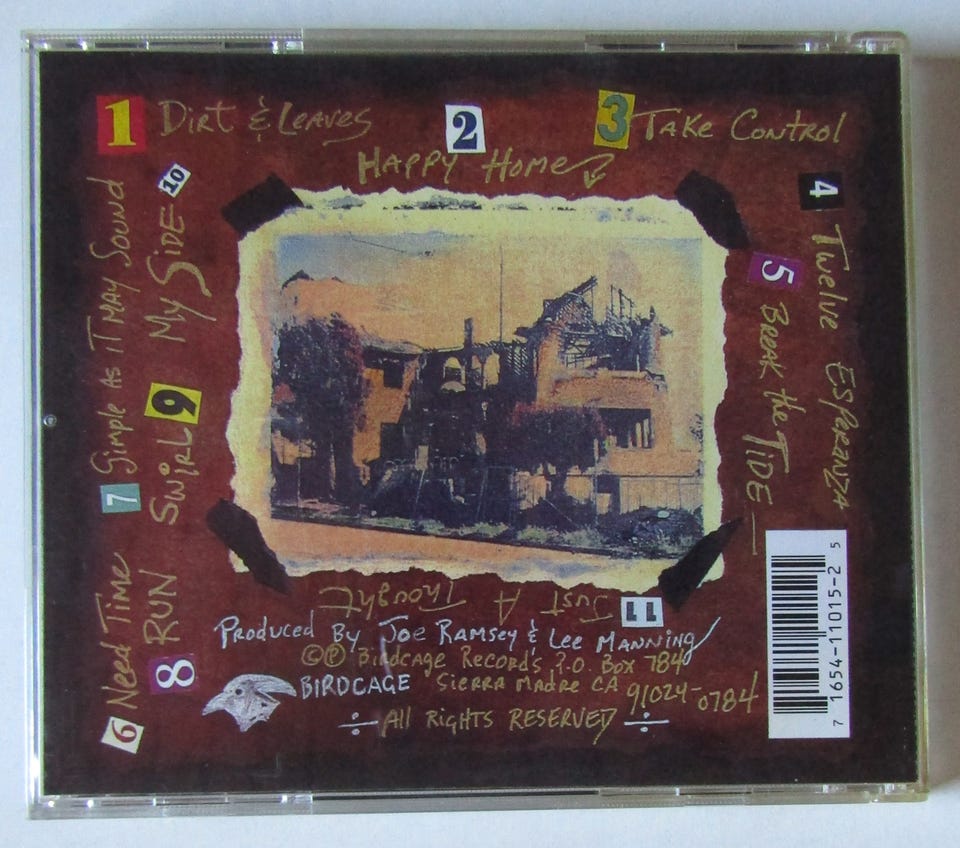 1 Dirt & Leaves
2 Happy Home
3 Take Control
4 Twelve Esperanza
5 Break the Tide
6 Need Time
7 Simple As iT May Sound
8 Run
9 Swirl
10 My Side
11 Just A Thought
Produced By Joe Ramsey & Lee Manning
©℗ Birdcage Records P.O. Box 784
BIRDCAGE Sierra Madre CA 91024-0784
All Rights Reserved
7 1654-11015-2 5